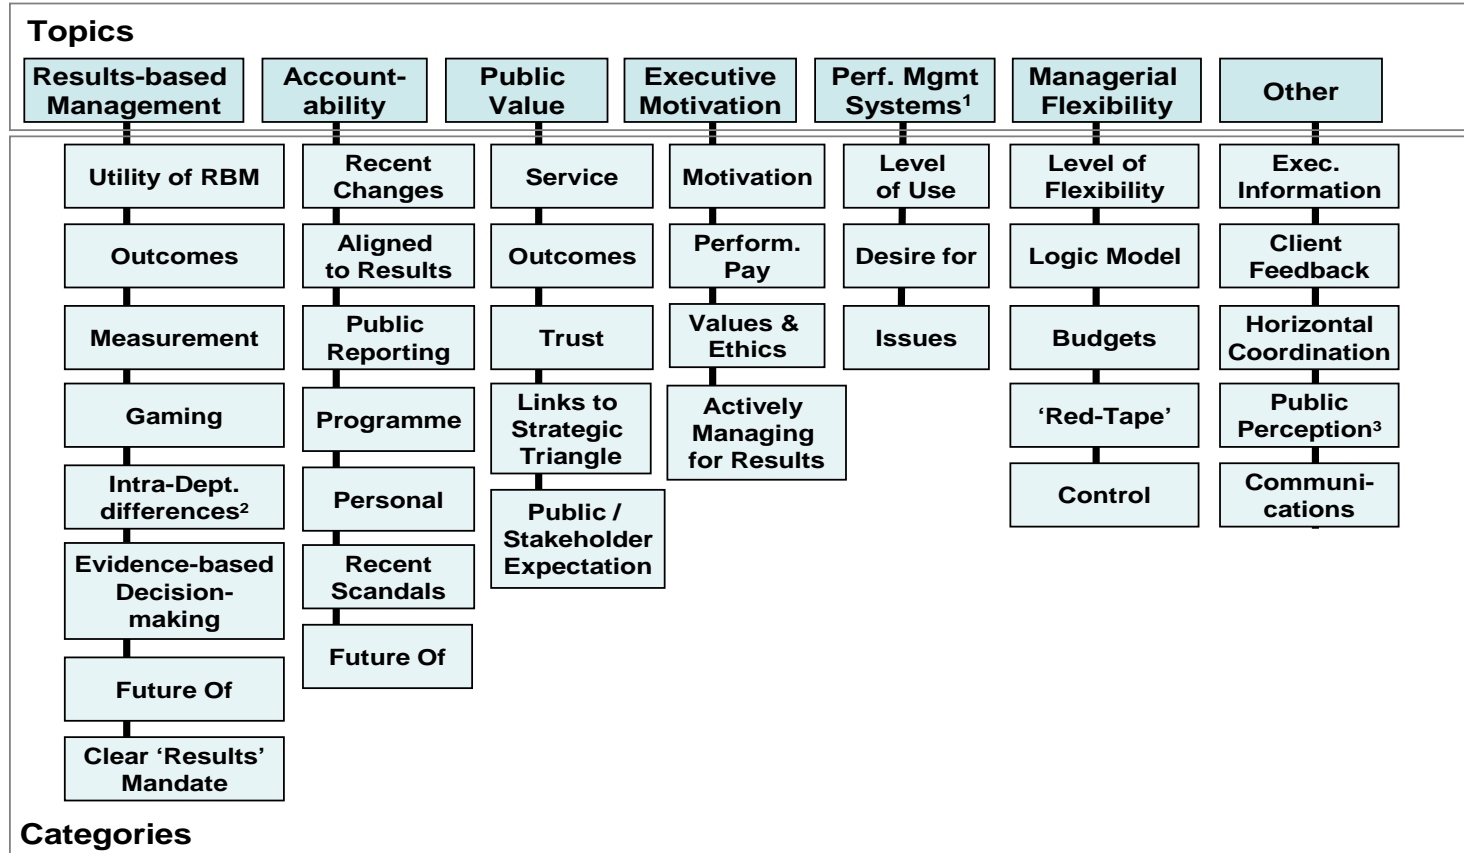 Topics
Results-based
Management
Account-
ability
Public
Value
Executive
Motivation
Perf. Mgmt
Systems¹
Managerial
Flexibility
Other
Utility of RBM
Outcomes
Measurement
Gaming
Intra-Dept.
differences²
Evidence-based
Decision-
making
Future Of
Clear ‘Results’
Mandate
Recent
Changes
Aligned
to Results
Public
Reporting
Programme
Personal
Recent
Scandals
Future Of
Service
Outcomes
Trust
Links to
Strategic
Triangle
Public /
Stakeholder
Expectation
Motivation
Perform.
Pay
Values &
Ethics
Actively
Managing
for Results
Level
of Use
Desire for
Issues
Level of
Flexibility
Logic Model
Budgets
‘Red-Tape’
Control
Exec.
Information
Client
Feedback
Horizontal
Coordination
Public
Perception³
Communi-
cations
Categories